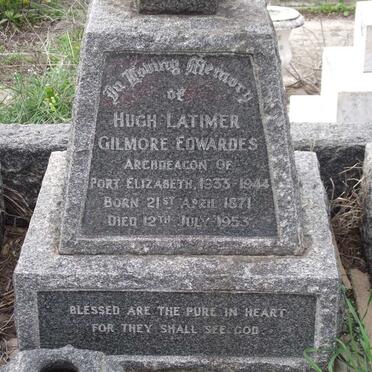 In Loving Memory
of
HUGH LATIMER
GILMORE EDWARDES
ARCHDEACON OF
PORT ELIZABETH, 1933-1944
BORN 21ST APRIL 1871
DIED 12TH JULY 1953
BLESSED ARE THE PURE IN HEART
FOR THEY SHALL SEE GOD